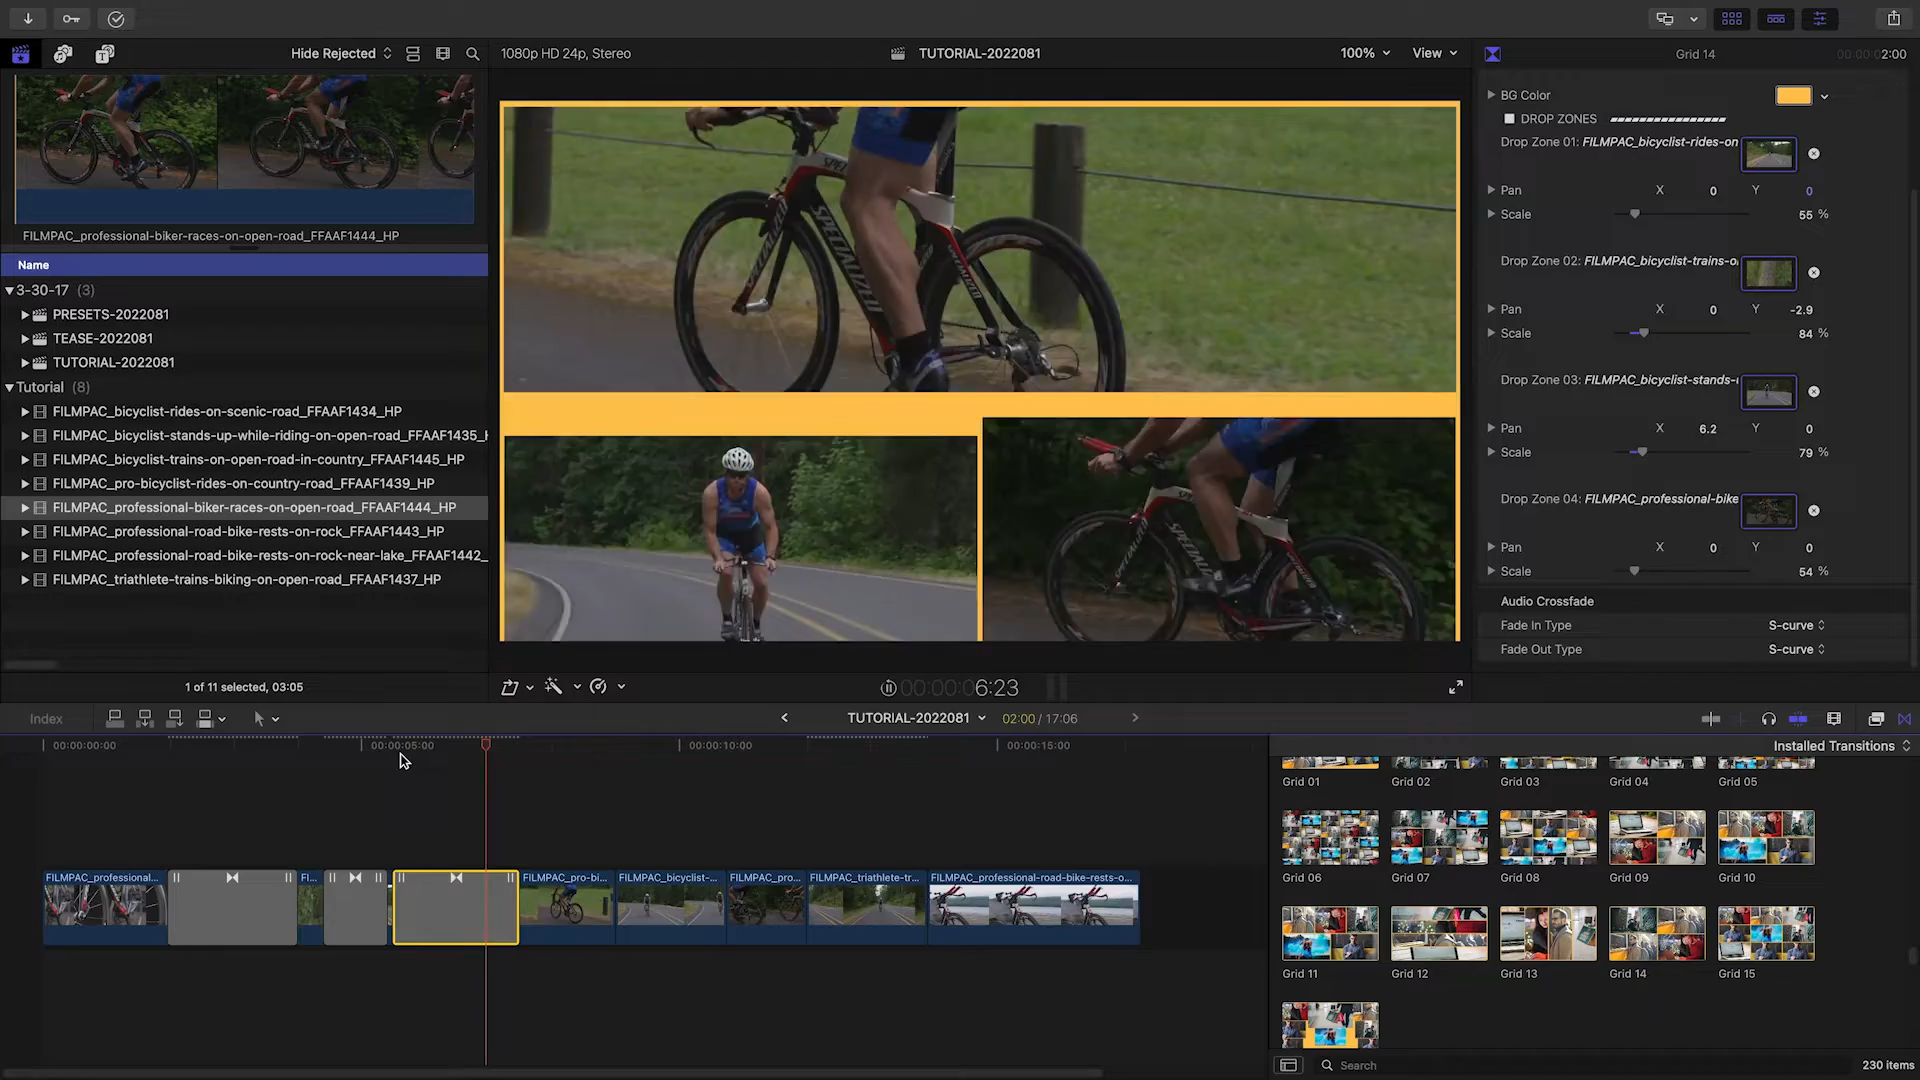 Hide Rejected
1080p HD 24p, Stereo
TUTORIAL-2022081
100%
View
Grid 14
00:00:02:00
FILMPAC_professional-biker-races-on-open-road_FFAAF1444_HP
Name
3-30-17 (3)
PRESETS-2022081
TEASE-2022081
TUTORIAL-2022081
Tutorial (8)
FILMPAC_bicyclist-rides-on-scenic-road_FFAAF1434_HP
FILMPAC_bicyclist-stands-up-while-riding-on-open-road_FFAAF1435_H
FILMPAC_bicyclist-trains-on-open-road-in-country_FFAAF1445_HP
FILMPAC_pro-bicyclist-rides-on-country-road_FFAAF1439_HP
FILMPAC_professional-biker-races-on-open-road_FFAAF1444_HP
FILMPAC_professional-road-bike-rests-on-rock_FFAAF1443_HP
FILMPAC_professional-road-bike-rests-on-rock-near-lake_FFAAF1442_
FILMPAC_triathlete-trains-biking-on-open-road_FFAAF1437_HP
1 of 11 selected, 03:05
SPECIALIZED
SPECIALIZED
BG Color
DROP ZONES
Drop Zone 01: FILMPAC_bicyclist-rides-on
Pan X 0 Y 0
Scale 55 %
Drop Zone 02: FILMPAC_bicyclist-trains-o
Pan X 0 Y -2.9
Scale 84 %
Drop Zone 03: FILMPAC_bicyclist-stands-
Pan X 6.2 Y 0
Scale 79 %
Drop Zone 04: FILMPAC_professional-bike
Pan X 0 Y 0
Scale 54 %
Audio Crossfade
Fade In Type S-curve
Fade Out Type S-curve
00:00:06:23
Index
TUTORIAL-2022081
02:00 / 17:06
00:00:00:00
00:00:05:00
00:00:10:00
00:00:15:00
FILMPAC_professional...
FI...
FILMPAC_pro-bi...
FILMPAC_bicyclist-...
FILMPAC_pro...
FILMPAC_triathlete-tr...
FILMPAC_professional-road-bike-rests-o...
Installed Transitions
Grid 01
Grid 02
Grid 03
Grid 04
Grid 05
Grid 06
Grid 07
Grid 08
Grid 09
Grid 10
Grid 11
Grid 12
Grid 13
Grid 14
Grid 15
Search
230 items